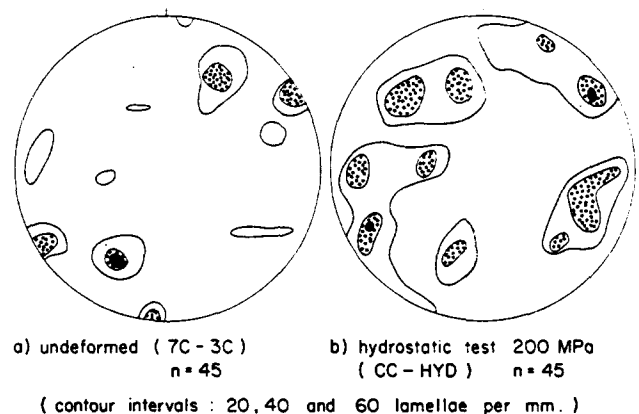 a) undeformed ( 7C - 3C )
n = 45
b) hydrostatic test 200 MPa
( CC - HYD ) n = 45
( contour intervals : 20, 40 and 60 lamellae per mm. )